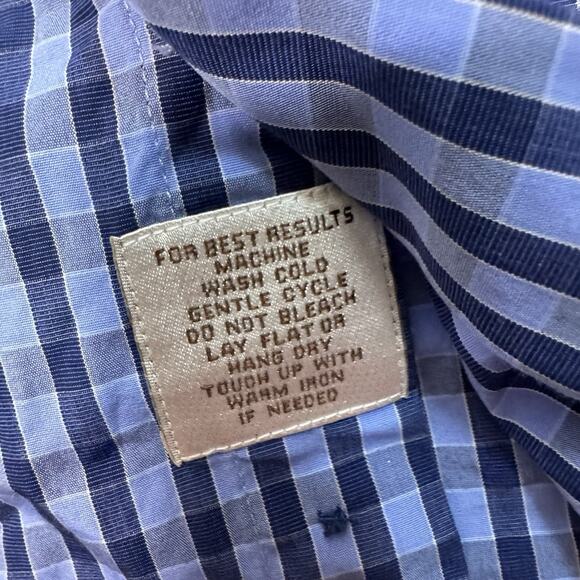 FOR BEST RESULTS
MACHINE
WASH COLD
GENTLE CYCLE
DO NOT BLEACH
LAY FLAT OR
HANG DRY
TOUCH UP WITH
WARM IRON
IF NEEDED